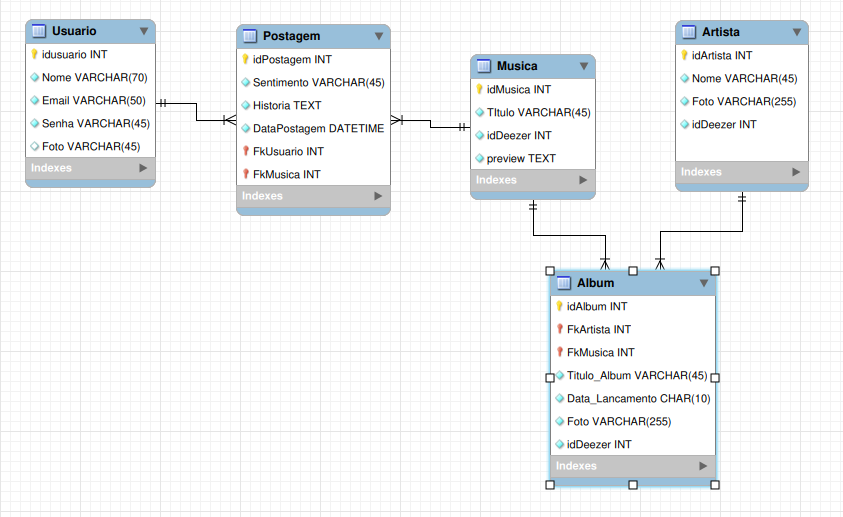 Usuario
idusuario INT
Nome VARCHAR(70)
Email VARCHAR(50)
Senha VARCHAR(45)
Foto VARCHAR(45)
Indexes
Postagem
idPostagem INT
Sentimento VARCHAR(45)
Historia TEXT
DataPostagem DATETIME
FkUsuario INT
FkMusica INT
Indexes
Musica
idMusica INT
TItulo VARCHAR(45)
idDeezer INT
preview TEXT
Indexes
Artista
idArtista INT
Nome VARCHAR(45)
Foto VARCHAR(255)
idDeezer INT
Indexes
Album
idAlbum INT
FkArtista INT
FkMusica INT
Titulo_Album VARCHAR(45)
Data_Lancamento CHAR(10)
Foto VARCHAR(255)
idDeezer INT
Indexes